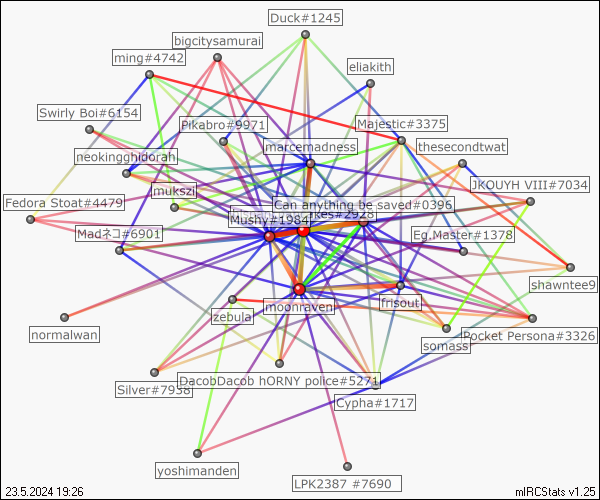 Duck#1245
bigcitysamurai
ming#4742
eliakith
Swirly Boi#6154
Pikabro#9971
Majestic#3375
marcemadness
thesecondtwat
neokingghidorah
mukszi
JKOUYH VIII#7034
Fedora Stoat#4479
Can anything be saved#0396
Mushy#1984
kes#2928
Madネコ#6901
Eg.Master#1378
shawntee9
frisout
moonraven
zebula
normalwan
Pocket Persona#3326
somass
DacobDacob hORNY police#5271
Silver#7938
Cypha#1717
yoshimanden
LPK2387 #7690
23.5.2024 19:26
mIRCStats v1.25